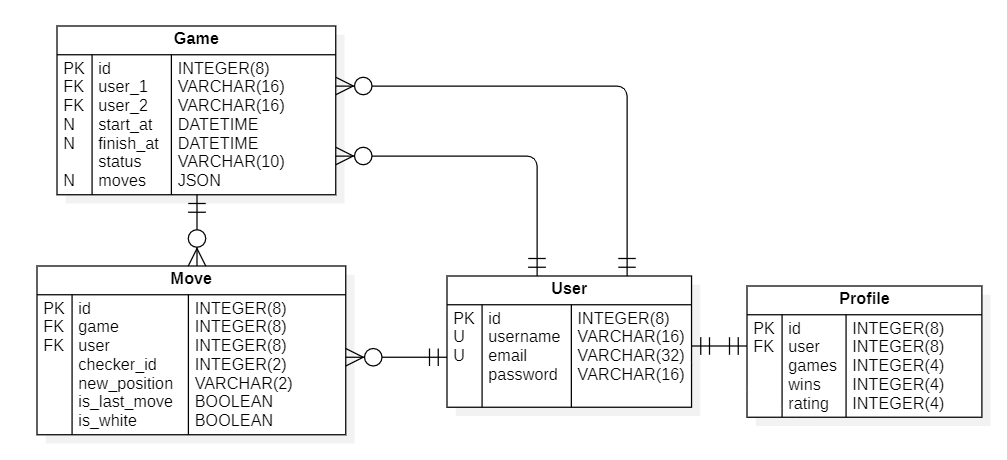 Game
PK id INTEGER(8)
FK user_1 VARCHAR(16)
FK user_2 VARCHAR(16)
N start_at DATETIME
N finish_at DATETIME
status VARCHAR(10)
N moves JSON
Move
PK id INTEGER(8)
FK game INTEGER(8)
FK user INTEGER(8)
checker_id INTEGER(2)
new_position VARCHAR(2)
is_last_move BOOLEAN
is_white BOOLEAN
User
PK id INTEGER(8)
U username VARCHAR(16)
U email VARCHAR(32)
password VARCHAR(16)
Profile
PK id INTEGER(8)
FK user INTEGER(8)
games INTEGER(4)
wins INTEGER(4)
rating INTEGER(4)